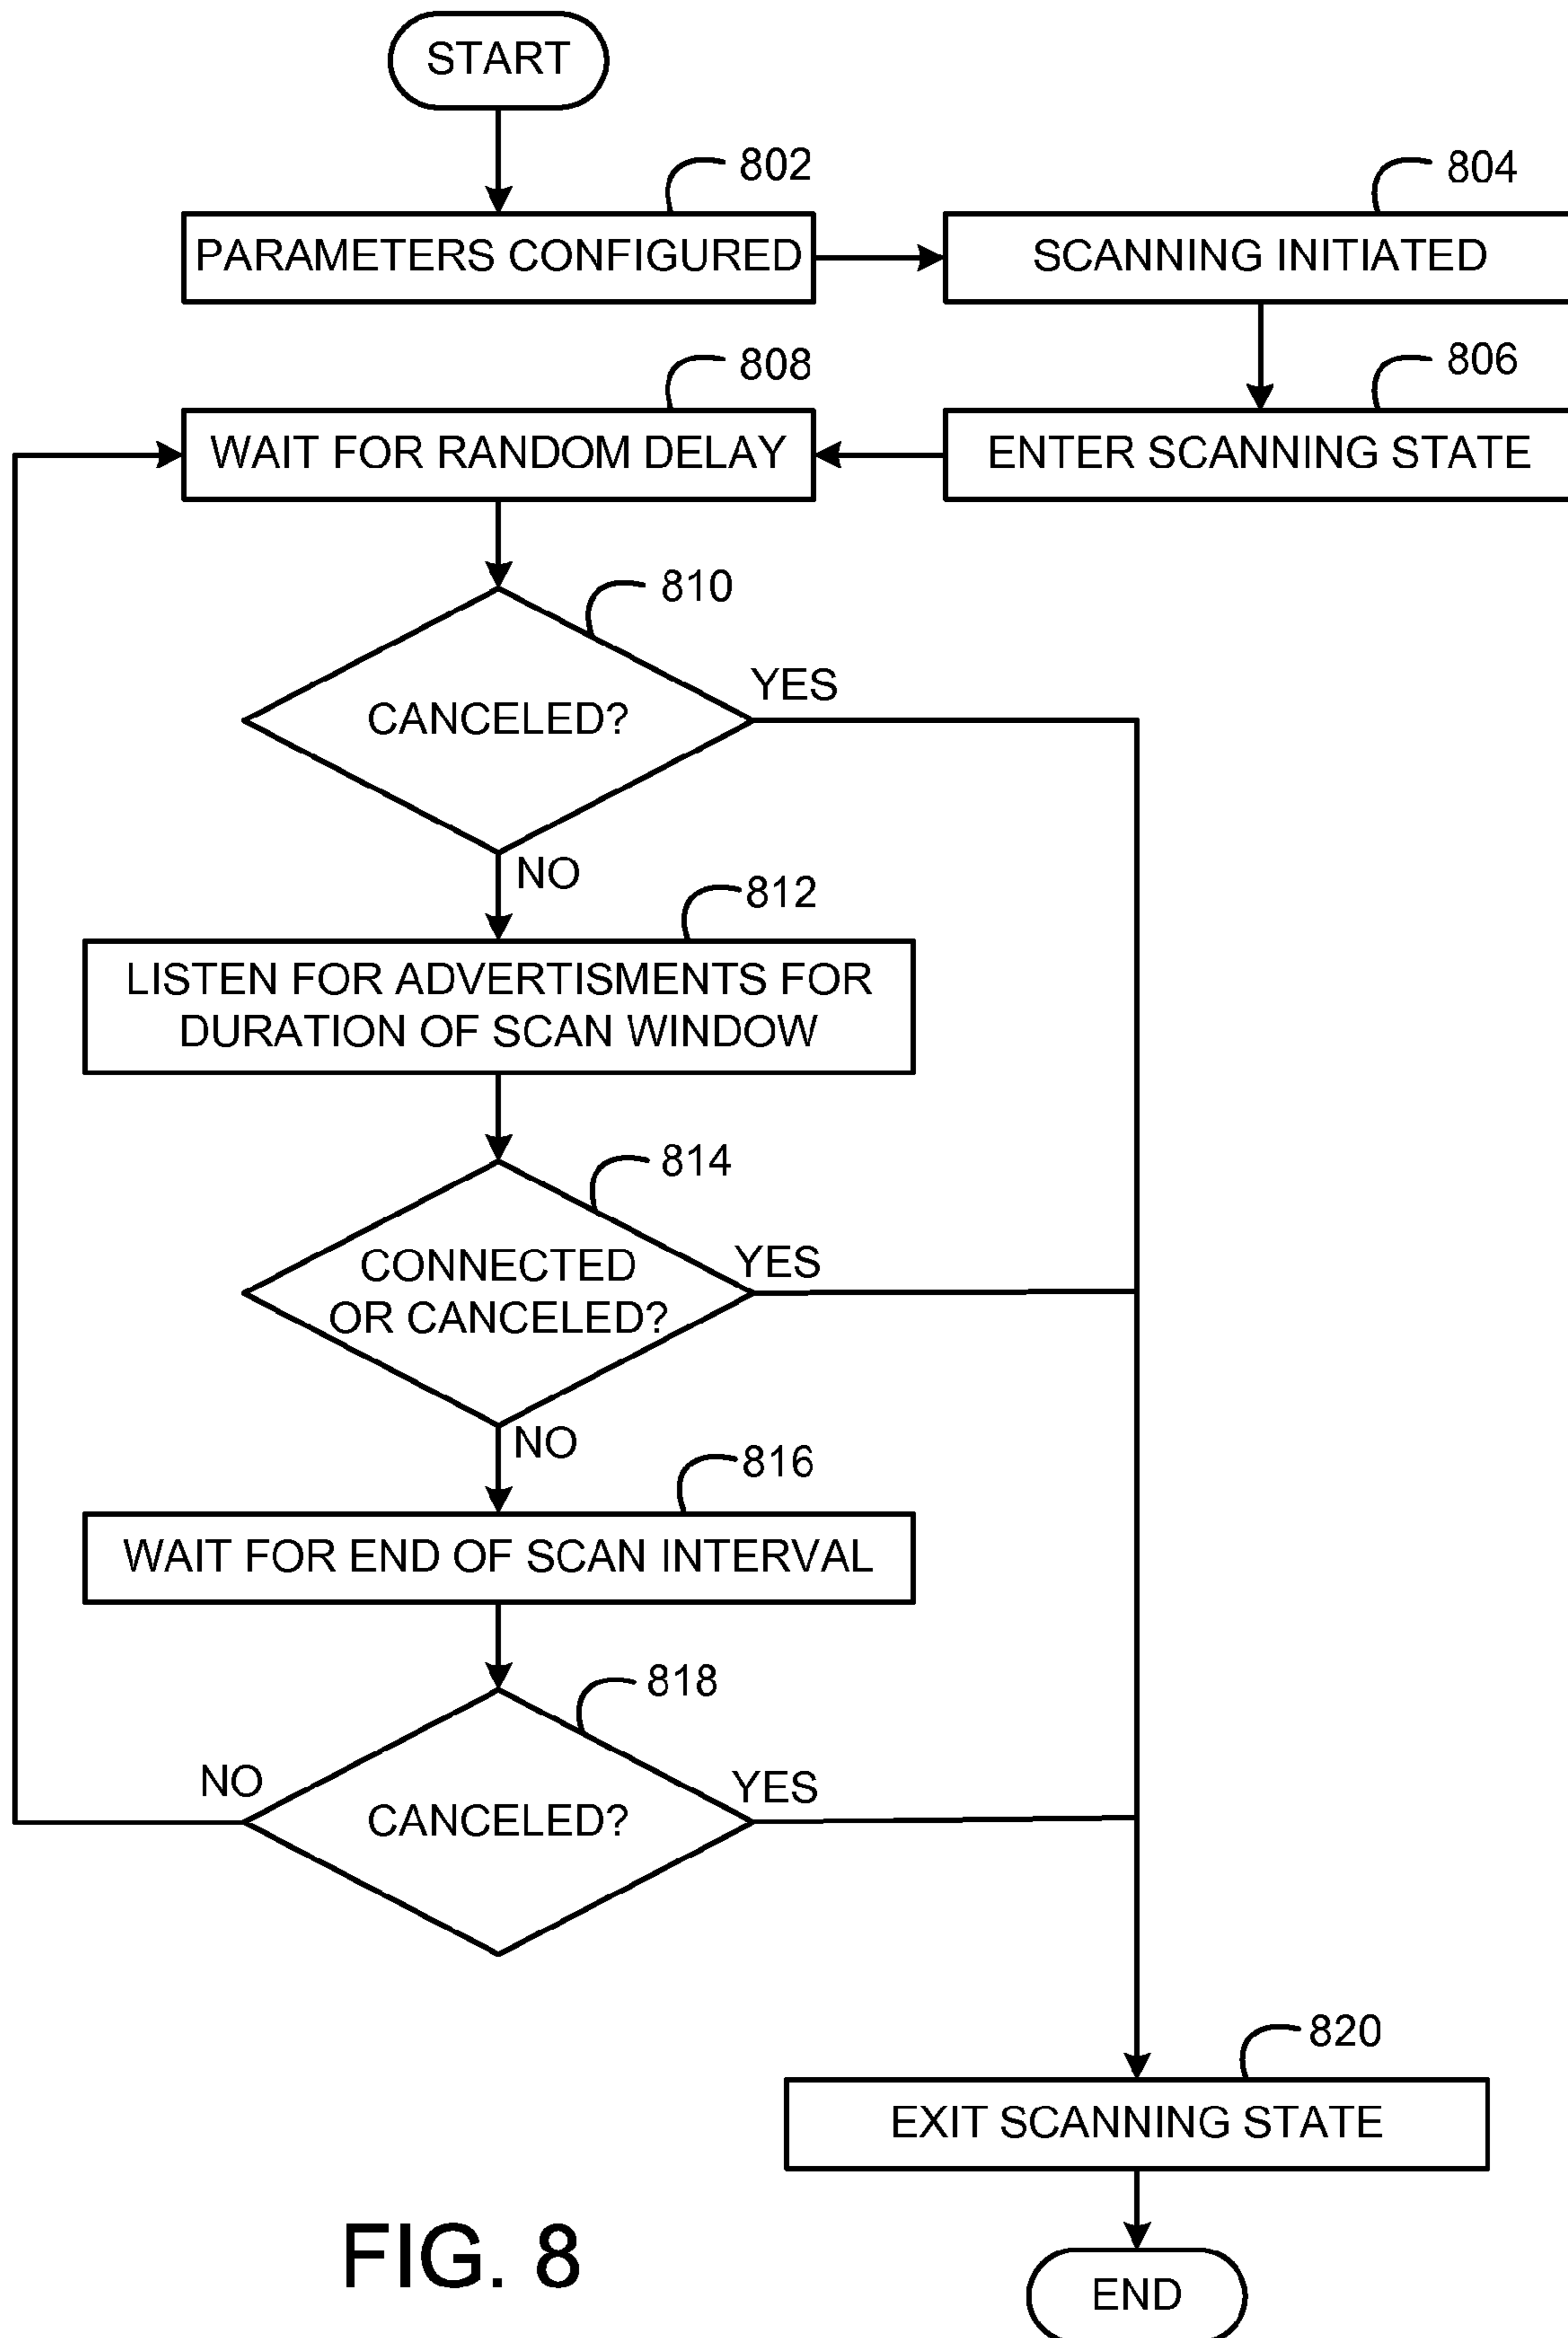 START
802
804
PARAMETERS CONFIGURED
SCANNING INITIATED
808
806
WAIT FOR RANDOM DELAY
ENTER SCANNING STATE
810
CANCELED?
YES
NO
812
LISTEN FOR ADVERTISMENTS FOR
DURATION OF SCAN WINDOW
814
CONNECTED
OR CANCELED?
YES
NO
816
WAIT FOR END OF SCAN INTERVAL
818
NO
CANCELED?
YES
820
EXIT SCANNING STATE
FIG. 8
END